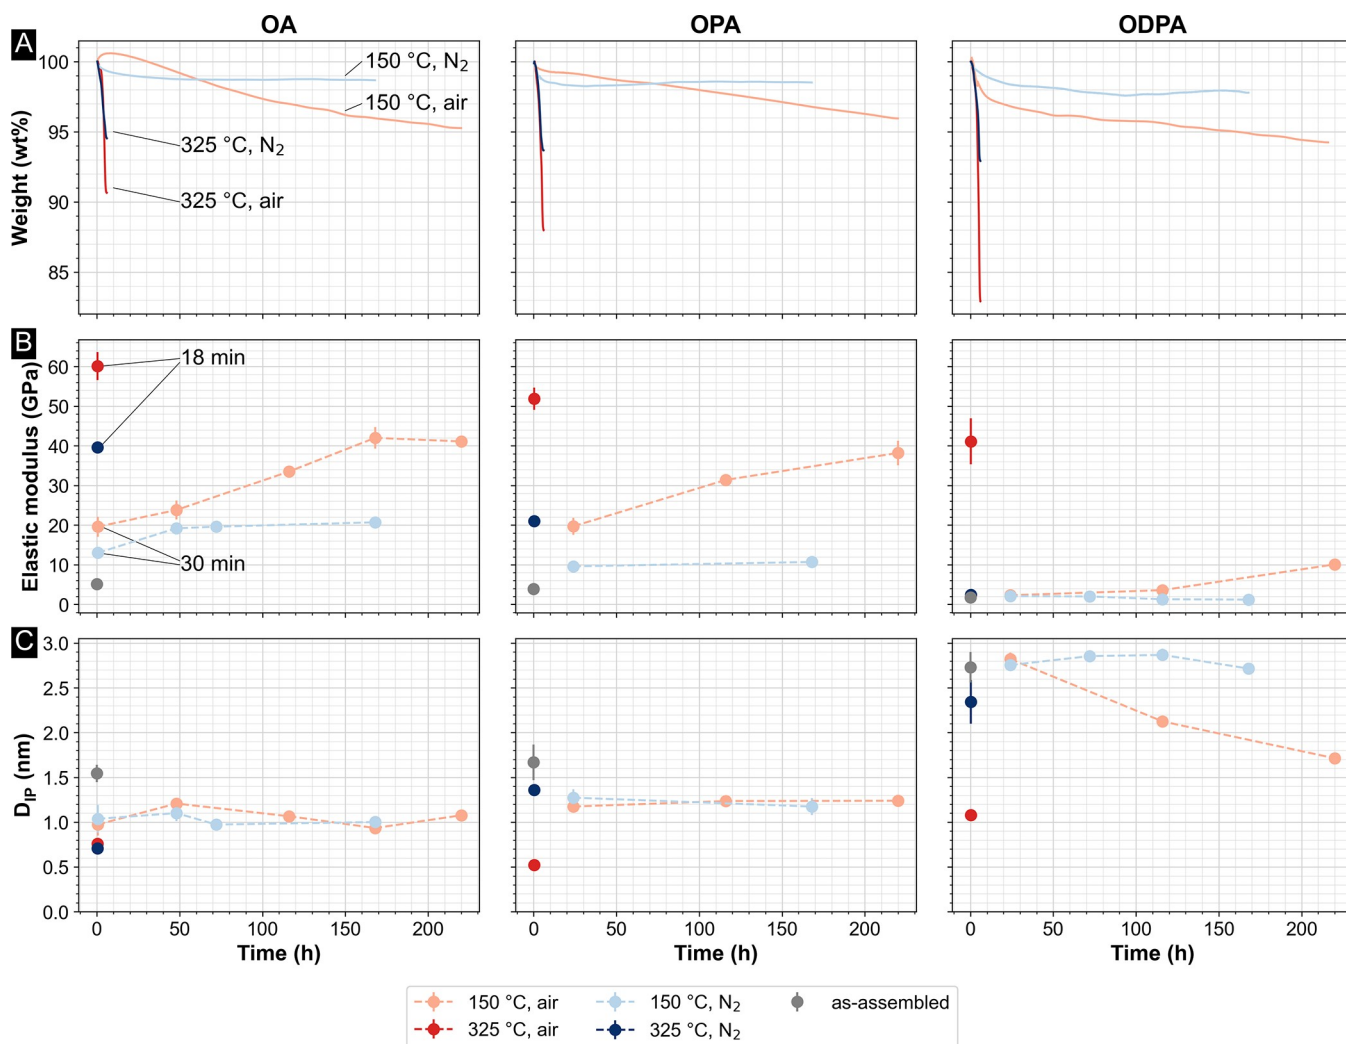 OA OPA ODPA
A
100
95
90
85
Weight (wt%)
150 °C, N₂
150 °C, air
325 °C, N₂
325 °C, air
B
60
50
40
30
20
10
0
Elastic modulus (GPa)
18 min
30 min
C
3.0
2.5
2.0
1.5
1.0
0.5
0.0
D_IP (nm)
0 50 100 150 200 0 50 100 150 200 0 50 100 150 200
Time (h) Time (h) Time (h)
150 °C, air 150 °C, N₂ as-assembled
325 °C, air 325 °C, N₂